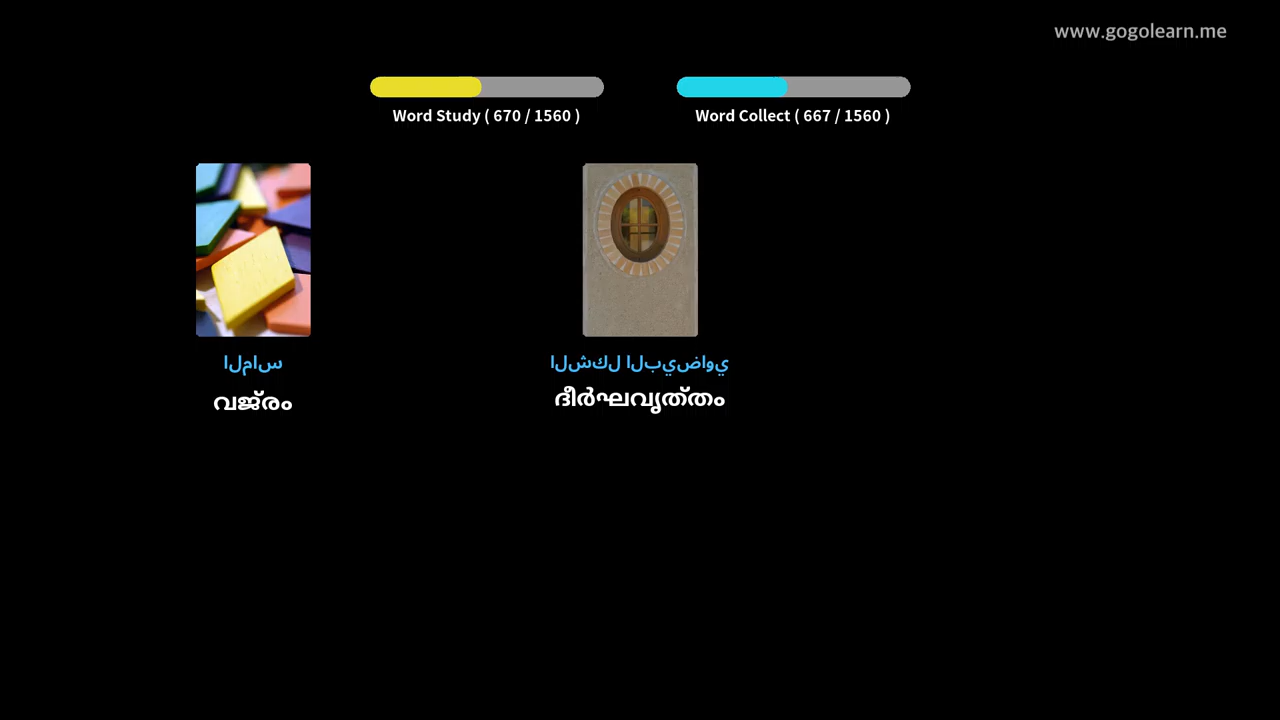 www.gogolearn.me
Word Study ( 670 / 1560 )
Word Collect ( 667 / 1560 )
الماس
الشكل البيضاوي
വജ്രം
ദീർഘവൃത്തം